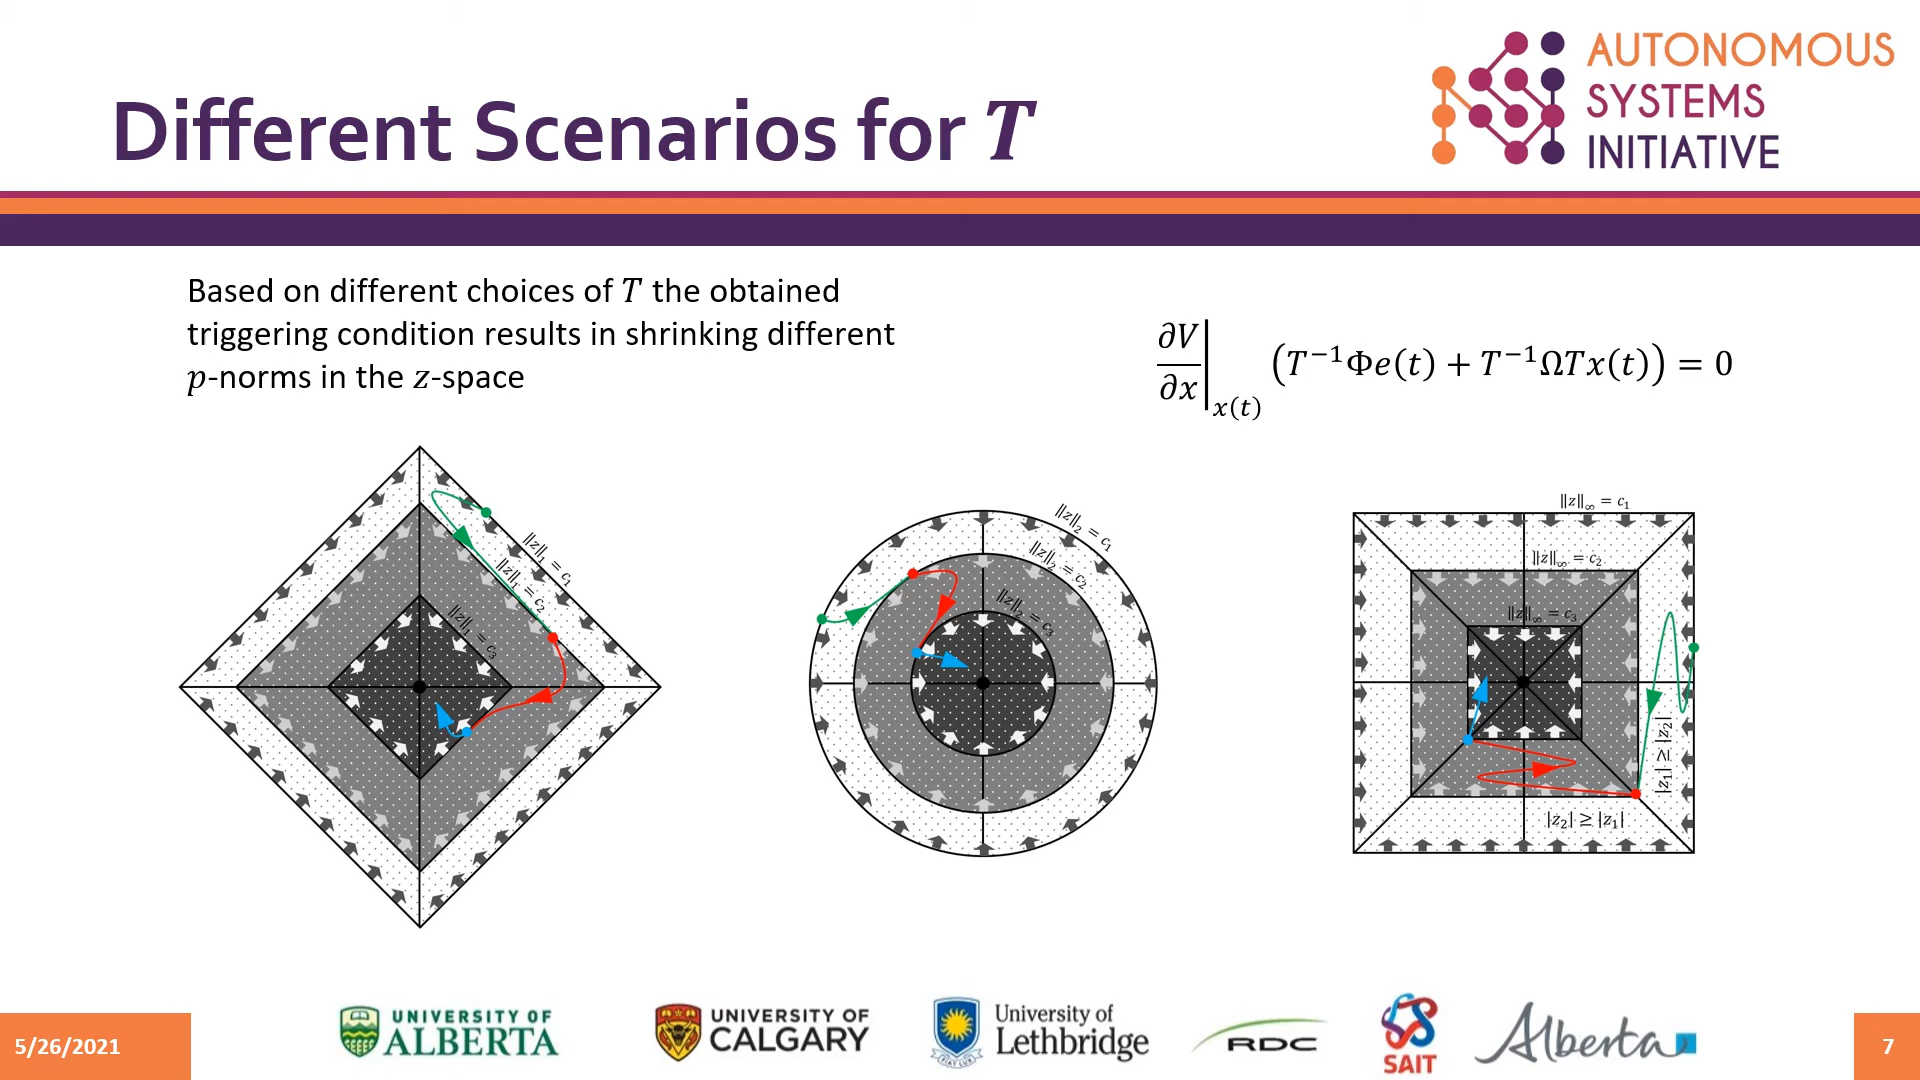 AUTONOMOUS
SYSTEMS
INITIATIVE
Different Scenarios for T
Based on different choices of T the obtained
triggering condition results in shrinking different
p-norms in the z-space
∂V/∂x|ₓ₍ₜ₎ (T⁻¹Φe(t) + T⁻¹ΩTx(t)) = 0
‖z‖₁ = c₁
‖z‖₁ = c₂
‖z‖₁ = c₃
‖z‖₂ = c₁
‖z‖₂ = c₂
‖z‖₂ = c₃
‖z‖∞ = c₁
‖z‖∞ = c₂
‖z‖∞ = c₃
|z₁| ≥ |z₂|
|z₂| ≥ |z₁|
5/26/2021
UNIVERSITY OF
ALBERTA
UNIVERSITY OF
CALGARY
FIAT LUX
University of
Lethbridge
RDC
SAIT
Alberta
7